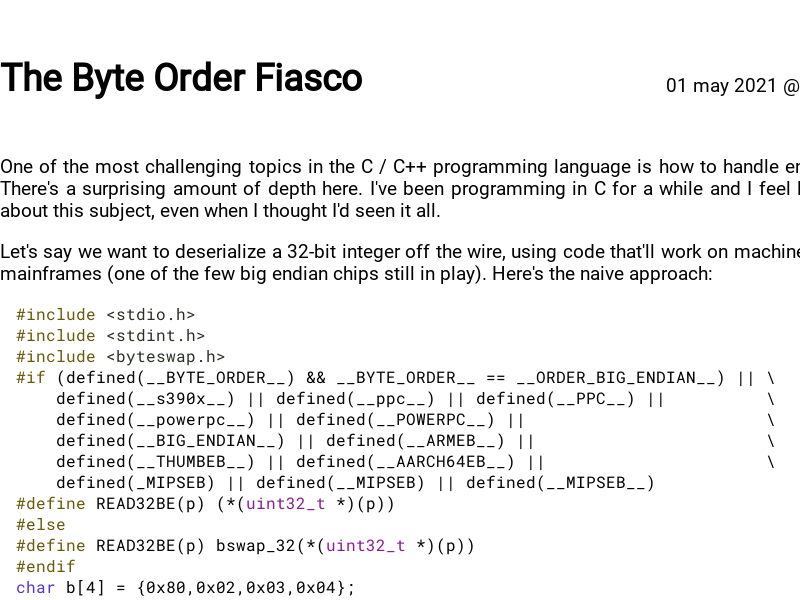 The Byte Order Fiasco
01 may 2021 @
One of the most challenging topics in the C / C++ programming language is how to handle
There's a surprising amount of depth here. I've been programming in C for a while and I feel
about this subject, even when I thought I'd seen it all.
Let's say we want to deserialize a 32-bit integer off the wire, using code that'll work on
mainframes (one of the few big endian chips still in play). Here's the naive approach:
#include <stdio.h>
#include <stdint.h>
#include <byteswap.h>
#if (defined(__BYTE_ORDER__) && __BYTE_ORDER__ == __ORDER_BIG_ENDIAN__) || \
    defined(__s390x__) || defined(__ppc__) || defined(__PPC__) ||          \
    defined(__powerpc__) || defined(__POWERPC__) ||                        \
    defined(__BIG_ENDIAN__) || defined(__ARMEB__) ||                       \
    defined(__THUMBEB__) || defined(__AARCH64EB__) ||                      \
    defined(_MIPSEB) || defined(__MIPSEB) || defined(__MIPSEB__)
#define READ32BE(p) (*(uint32_t *)(p))
#else
#define READ32BE(p) bswap_32(*(uint32_t *)(p))
#endif
char b[4] = {0x80,0x02,0x03,0x04};